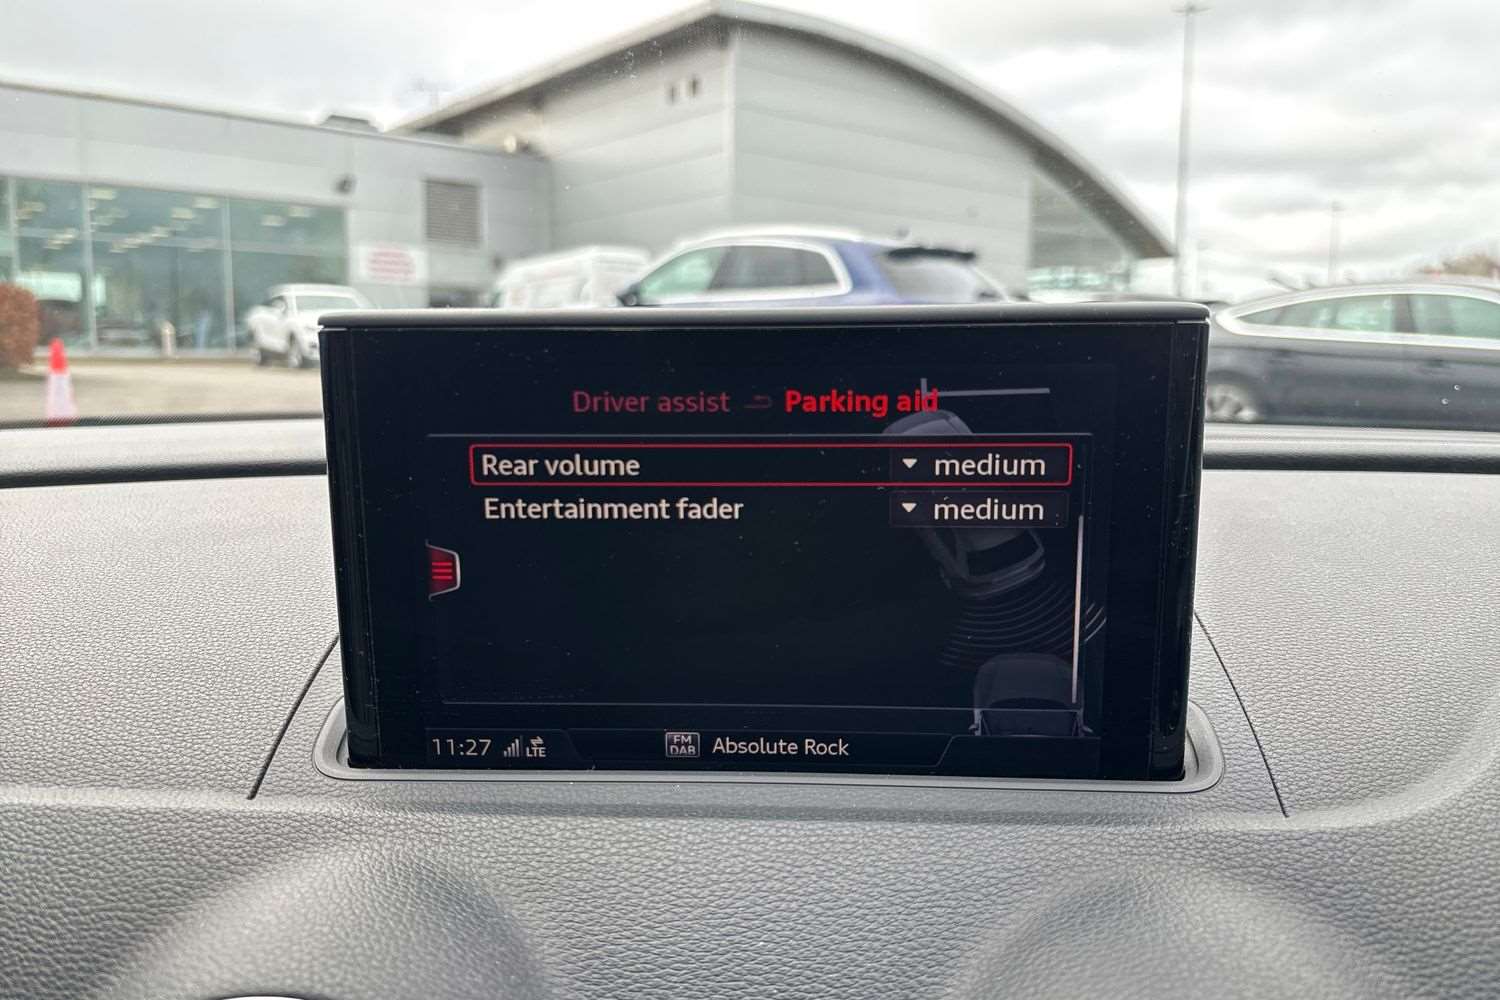 Driver assist Parking aid
Rear volume medium
Entertainment fader medium
11:27 LTE FM DAB Absolute Rock